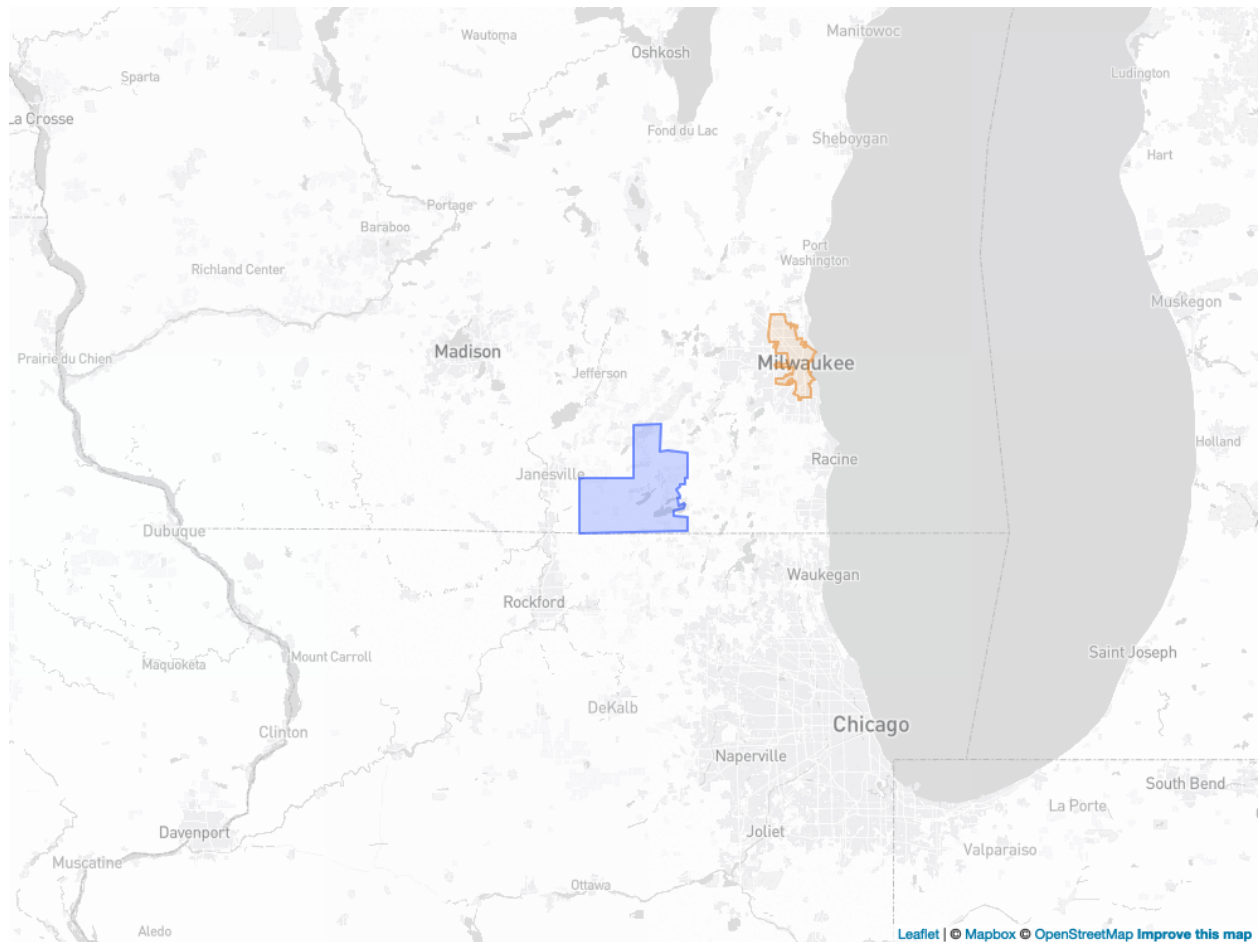 Manitowoc
Wautoma
Oshkosh
Ludington
Sparta
La Crosse
Fond du Lac
Sheboygan
Hart
Portage
Baraboo
Port
Washington
Richland Center
Muskegon
Madison
Prairie du Chien
Milwaukee
Jefferson
Holland
Racine
Janesville
Dubuque
Waukegan
Rockford
Saint Joseph
Mount Carroll
Maquoketa
DeKalb
Chicago
Clinton
Naperville
South Bend
La Porte
Davenport
Joliet
Valparaiso
Muscatine
Ottawa
Aledo
Leaflet | © Mapbox © OpenStreetMap Improve this map